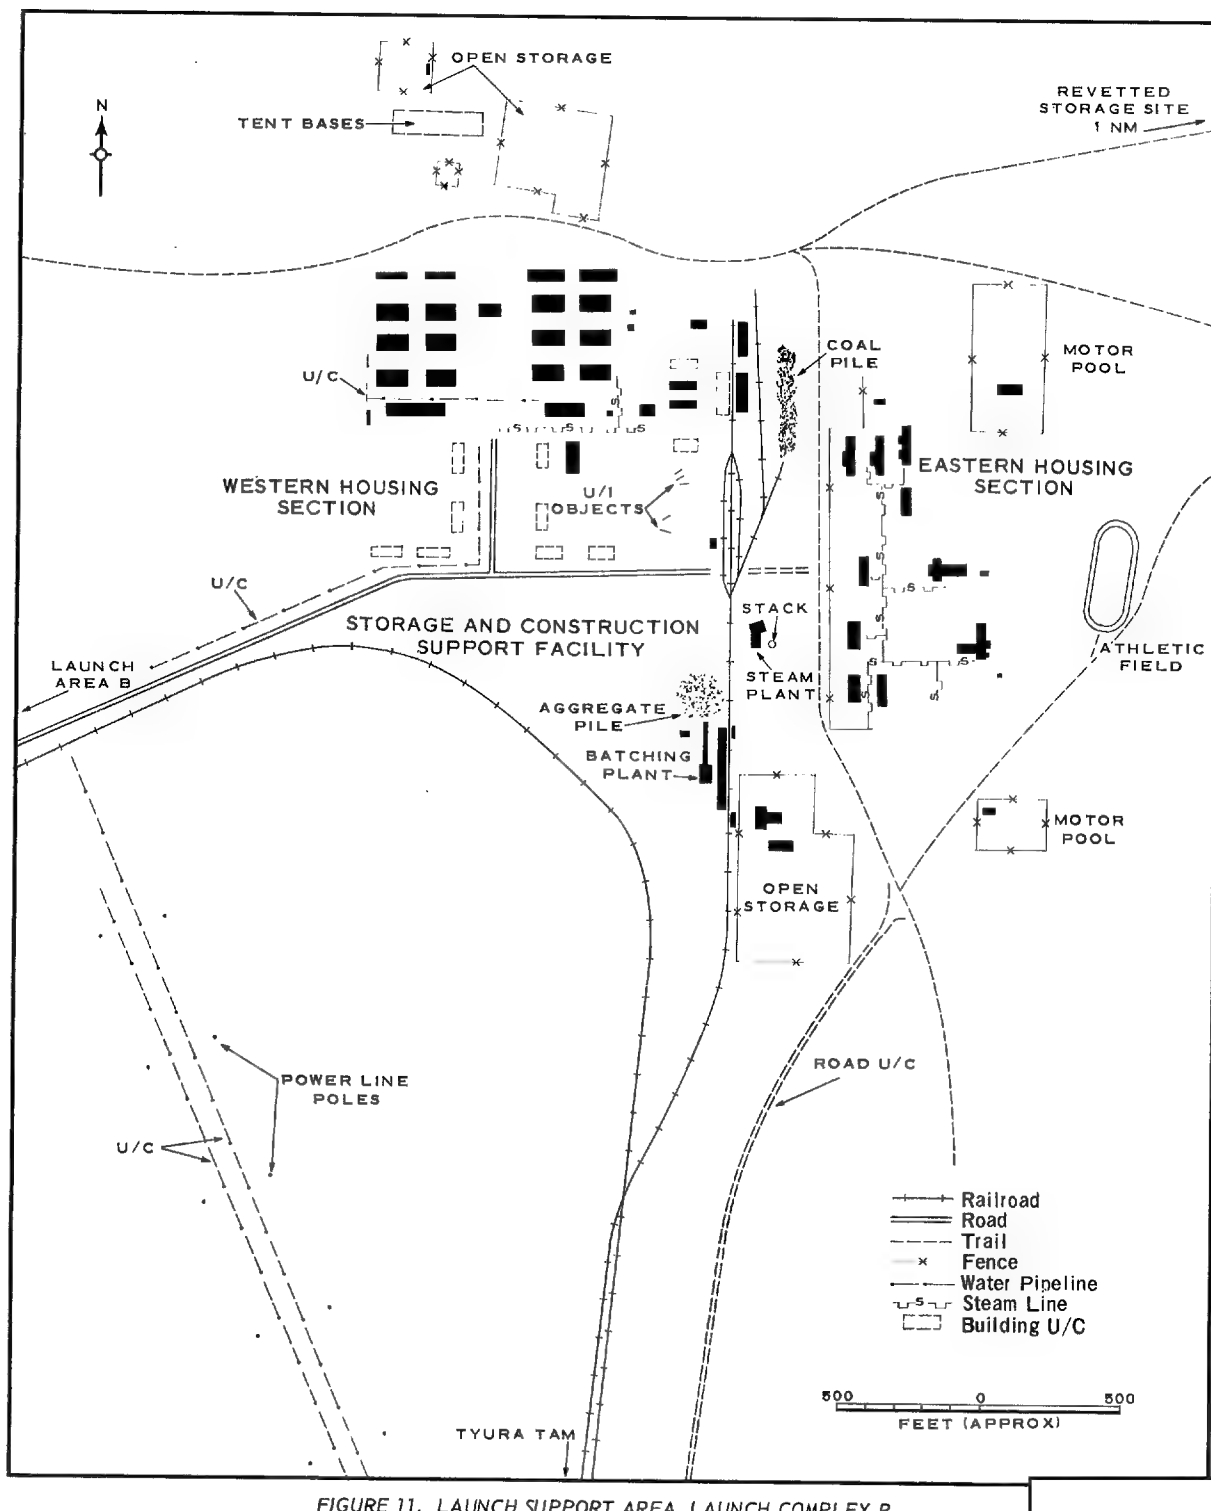 OPEN STORAGE
REVETTED
STORAGE SITE
1 NM
TENT BASES
N
COAL
PILE
MOTOR
POOL
U/C
EASTERN HOUSING
SECTION
WESTERN HOUSING
SECTION
U/I
OBJECTS
U/C
STACK
STORAGE AND CONSTRUCTION
SUPPORT FACILITY
ATHLETIC
FIELD
LAUNCH
AREA B
STEAM
PLANT
AGGREGATE
PILE
BATCHING
PLANT
MOTOR
POOL
OPEN
STORAGE
ROAD U/C
POWER LINE
POLES
U/C
Railroad
Road
Trail
Fence
Water Pipeline
S Steam Line
Building U/C
500 0 500
FEET (APPROX)
TYURA TAM
FIGURE 11. LAUNCH SUPPORT AREA, LAUNCH COMPLEX B